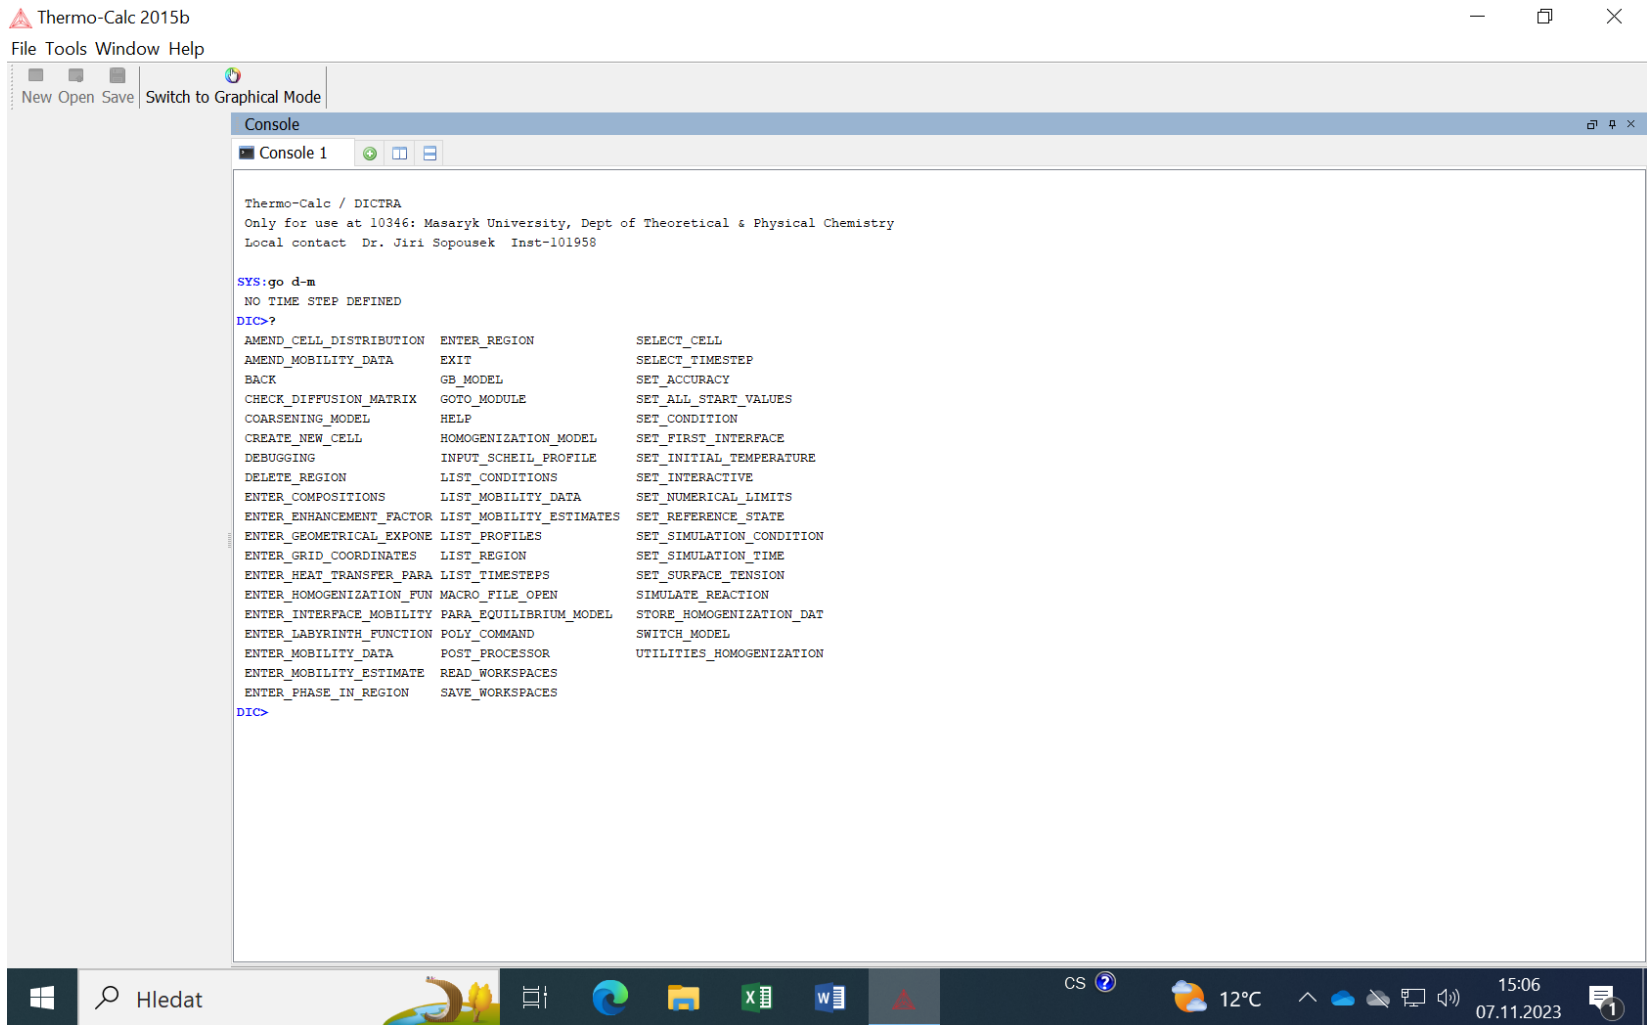 Thermo-Calc 2015b
File Tools Window Help
New Open Save Switch to Graphical Mode
Console
Console 1
Thermo-Calc / DICTRA
Only for use at 10346: Masaryk University, Dept of Theoretical & Physical Chemistry
Local contact Dr. Jiri Sopousek Inst-101958
SYS:go d-m
NO TIME STEP DEFINED
DIC>?
AMEND_CELL_DISTRIBUTION ENTER_REGION SELECT_CELL
AMEND_MOBILITY_DATA EXIT SELECT_TIMESTEP
BACK GB_MODEL SET_ACCURACY
CHECK_DIFFUSION_MATRIX GOTO_MODULE SET_ALL_START_VALUES
COARSENING_MODEL HELP SET_CONDITION
CREATE_NEW_CELL HOMOGENIZATION_MODEL SET_FIRST_INTERFACE
DEBUGGING INPUT_SCHEIL_PROFILE SET_INITIAL_TEMPERATURE
DELETE_REGION LIST_CONDITIONS SET_INTERACTIVE
ENTER_COMPOSITIONS LIST_MOBILITY_DATA SET_NUMERICAL_LIMITS
ENTER_ENHANCEMENT_FACTOR LIST_MOBILITY_ESTIMATES SET_REFERENCE_STATE
ENTER_GEOMETRICAL_EXPONE LIST_PROFILES SET_SIMULATION_CONDITION
ENTER_GRID_COORDINATES LIST_REGION SET_SIMULATION_TIME
ENTER_HEAT_TRANSFER_PARA LIST_TIMESTEPS SET_SURFACE_TENSION
ENTER_HOMOGENIZATION_FUN MACRO_FILE_OPEN SIMULATE_REACTION
ENTER_INTERFACE_MOBILITY PARA_EQUILIBRIUM_MODEL STORE_HOMOGENIZATION_DAT
ENTER_LABYRINTH_FUNCTION POLY_COMMAND SWITCH_MODEL
ENTER_MOBILITY_DATA POST_PROCESSOR UTILITIES_HOMOGENIZATION
ENTER_MOBILITY_ESTIMATE READ_WORKSPACES
ENTER_PHASE_IN_REGION SAVE_WORKSPACES
DIC>
Hledat
CS
12°C
15:06
07.11.2023
1